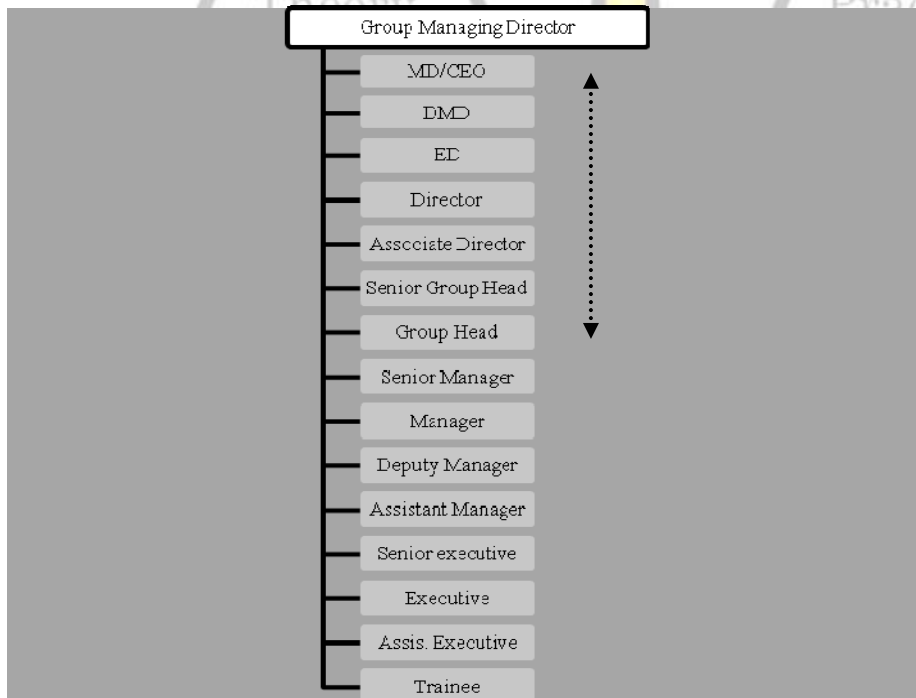 Group Managing Director
MD/CEO
DMD
ED
Director
Associate Director
Senior Group Head
Group Head
Senior Manager
Manager
Deputy Manager
Assistant Manager
Senior executive
Executive
Assis. Executive
Trainee